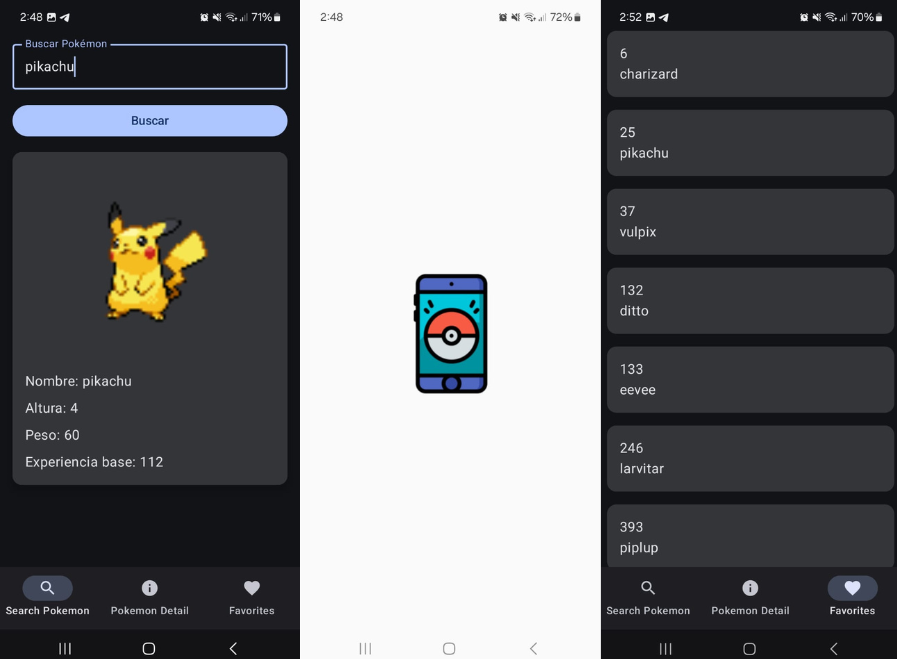 2:48
71%
Buscar Pokémon
pikachu
Buscar
Nombre: pikachu
Altura: 4
Peso: 60
Experiencia base: 112
Search Pokemon
Pokemon Detail
Favorites
2:48
72%
2:52
70%
6
charizard
25
pikachu
37
vulpix
132
ditto
133
eevee
246
larvitar
393
piplup
Search Pokemon
Pokemon Detail
Favorites